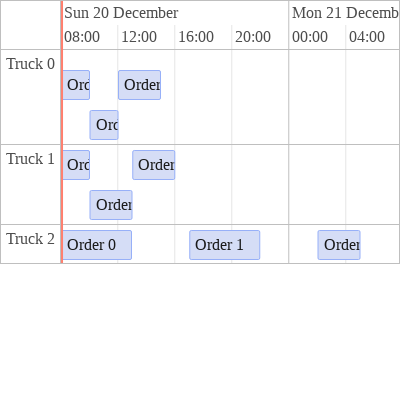 Sun 20 December
Mon 21 Decemb
08:00 12:00 16:00 20:00 00:00 04:00
Truck 0
Ord
Order
Ord
Truck 1
Ord
Order
Order
Truck 2
Order 0
Order 1
Order